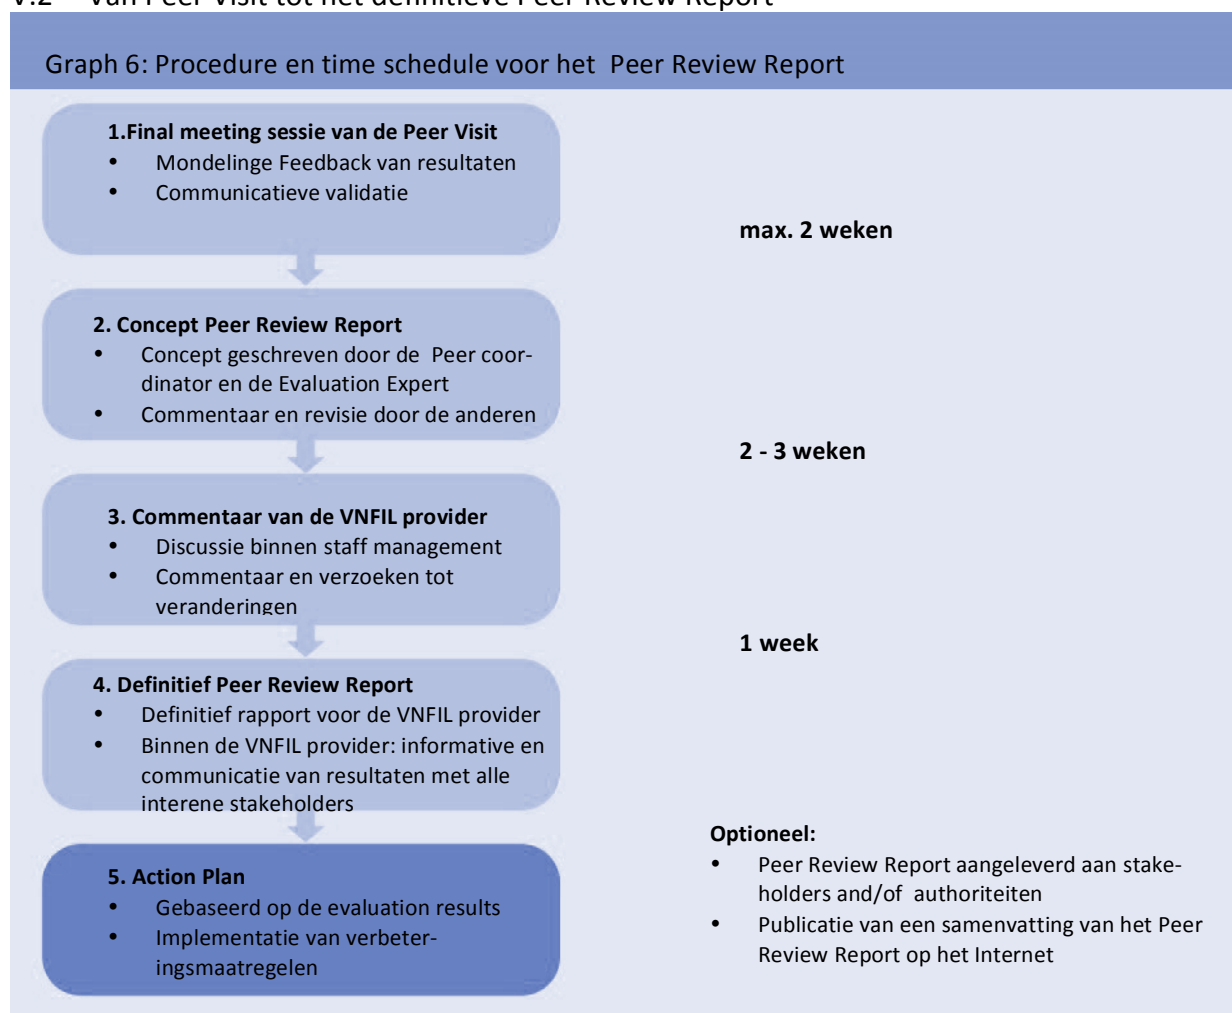 V.2 Van Peer Visit tot het definitieve Peer Review Report
Graph 6: Procedure en time schedule voor het Peer Review Report
1.Final meeting sessie van de Peer Visit
• Mondelinge Feedback van resultaten
• Communicatieve validatie
max. 2 weken
2. Concept Peer Review Report
• Concept geschreven door de Peer coor-
dinator en de Evaluation Expert
• Commentaar en revisie door de anderen
2 - 3 weken
3. Commentaar van de VNFIL provider
• Discussie binnen staff management
• Commentaar en verzoeken tot
veranderingen
1 week
4. Definitief Peer Review Report
• Definitief rapport voor de VNFIL provider
• Binnen de VNFIL provider: informative en
communicatie van resultaten met alle
interene stakeholders
5. Action Plan
• Gebaseerd op de evaluation results
• Implementatie van verbeter-
ingsmaatregelen
Optioneel:
• Peer Review Report aangeleverd aan stake-
holders and/of authoriteiten
• Publicatie van een samenvatting van het Peer
Review Report op het Internet